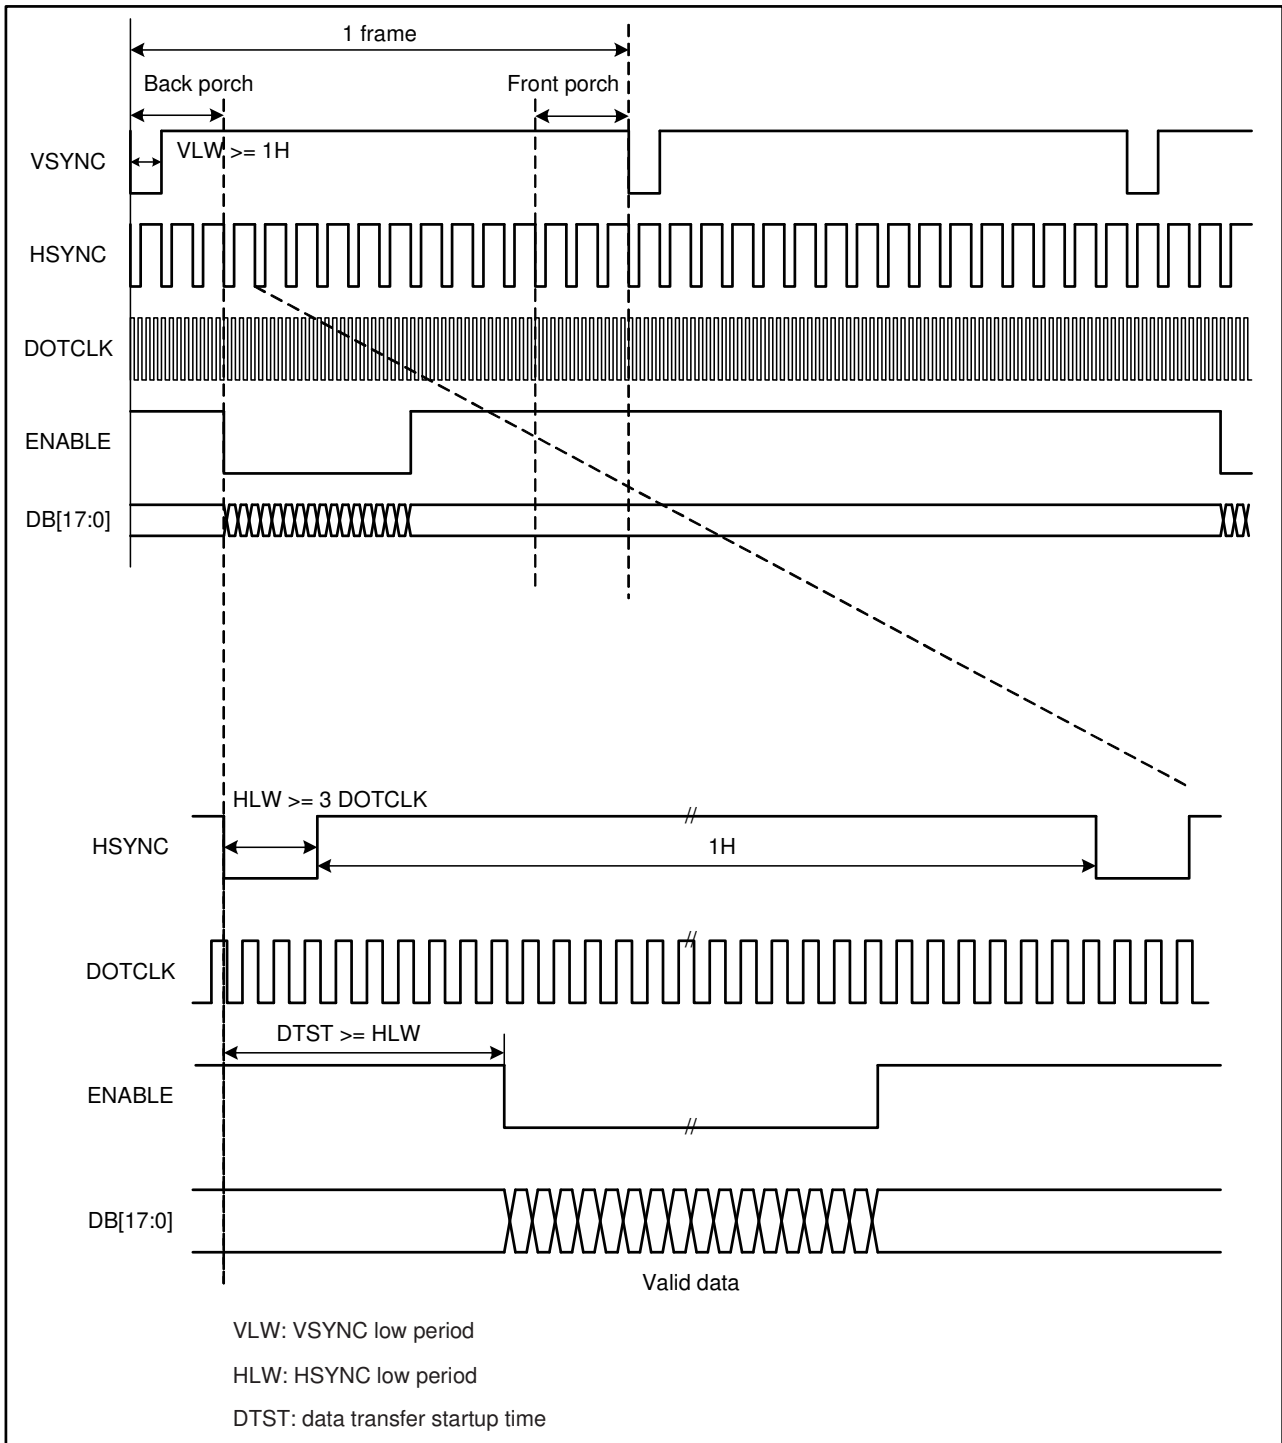 1 frame
Back porch
Front porch
VLW >= 1H
VSYNC
HSYNC
DOTCLK
ENABLE
DB[17:0]
HLW >= 3 DOTCLK
//
HSYNC
1H
//
DOTCLK
DTST >= HLW
ENABLE
//
DB[17:0]
Valid data
VLW: VSYNC low period
HLW: HSYNC low period
DTST: data transfer startup time